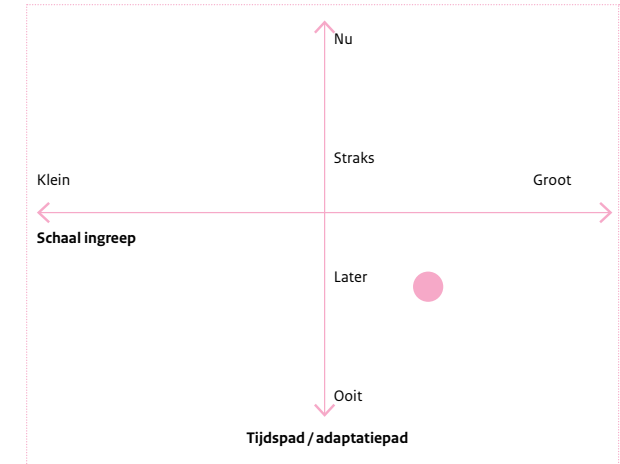 Nu
Straks
Klein
Groot
Schaal ingreep
Later
Ooit
Tijdspad / adaptatiepad